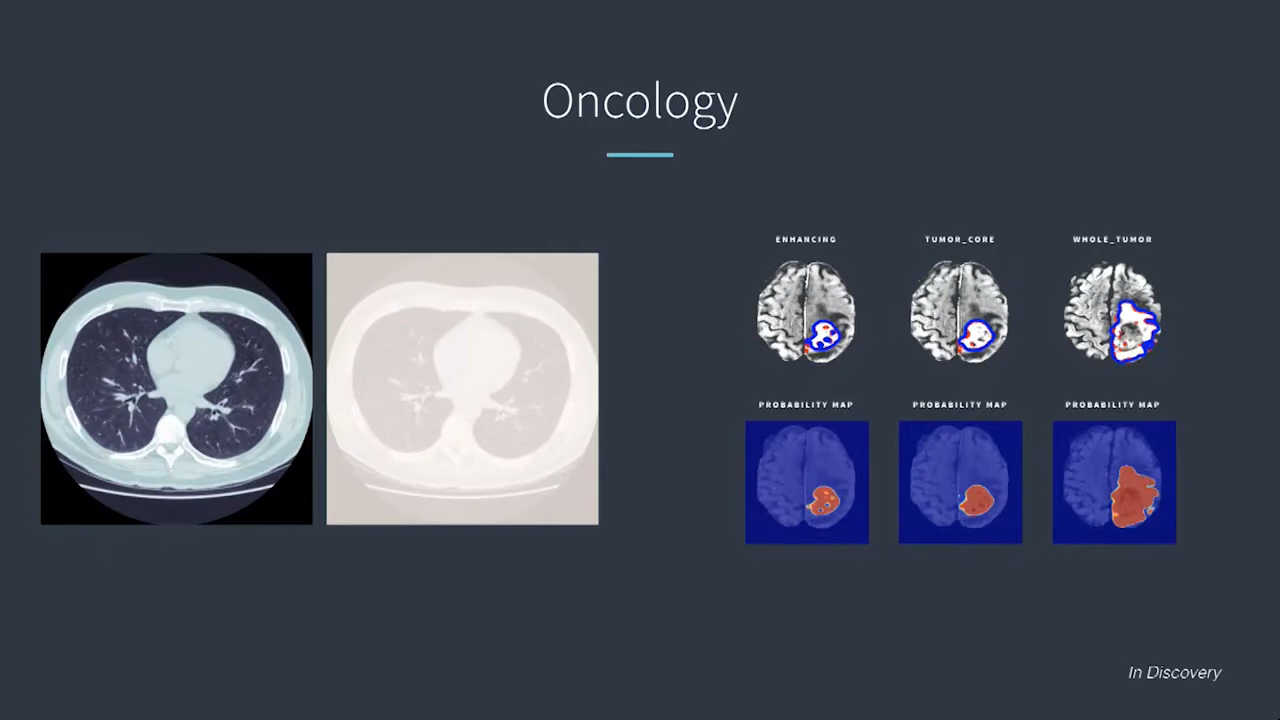 Oncology
ENHANCING
TUMOR_CORE
WHOLE_TUMOR
PROBABILITY MAP
PROBABILITY MAP
PROBABILITY MAP
In Discovery